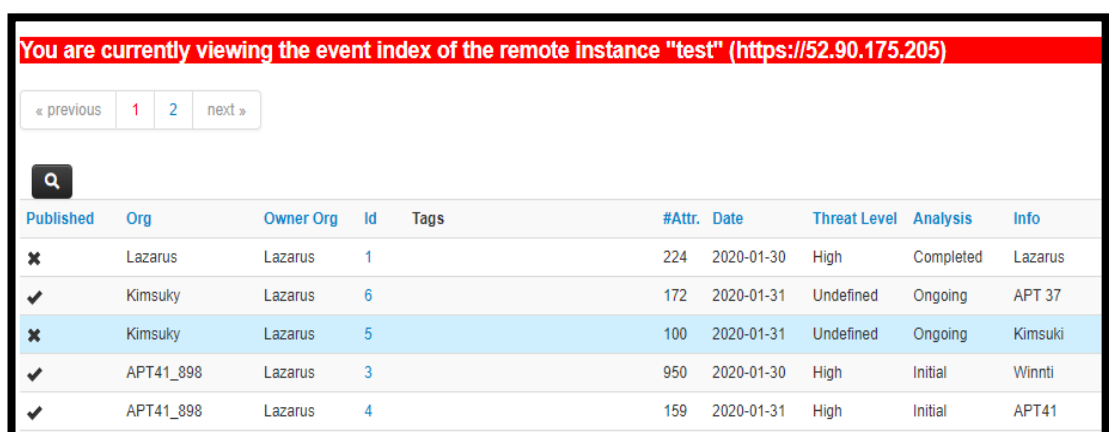 You are currently viewing the event index of the remote instance "test" (https://52.90.175.205)
« previous 1 2 next »
Published Org Owner Org Id Tags #Attr. Date Threat Level Analysis Info
✖ Lazarus Lazarus 1 224 2020-01-30 High Completed Lazarus
✔ Kimsuky Lazarus 6 172 2020-01-31 Undefined Ongoing APT 37
✖ Kimsuky Lazarus 5 100 2020-01-31 Undefined Ongoing Kimsuki
✔ APT41_898 Lazarus 3 950 2020-01-30 High Initial Winnti
✔ APT41_898 Lazarus 4 159 2020-01-31 High Initial APT41